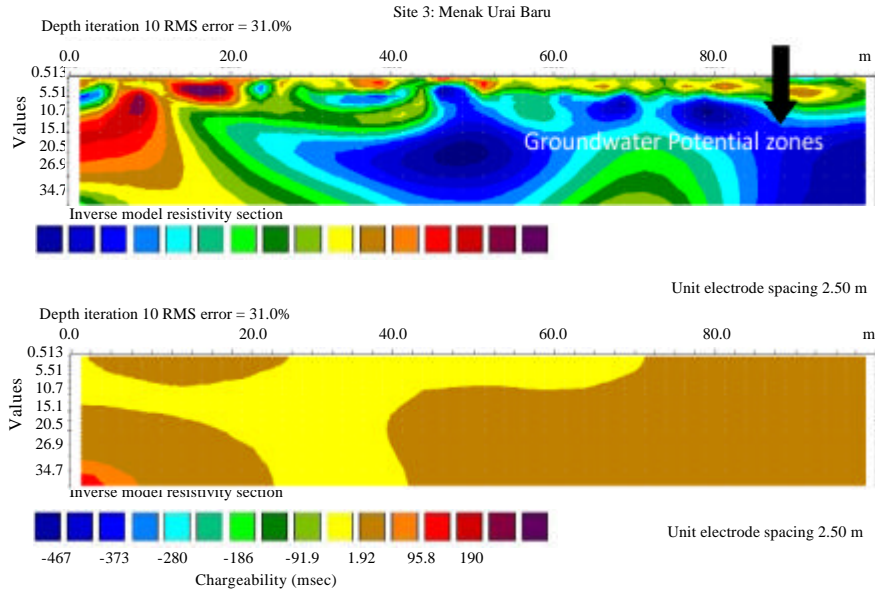 Site 3: Menak Urai Baru
Depth iteration 10 RMS error = 31.0%
0.0 20.0 40.0 60.0 80.0 m
Values
0.513
5.51
10.7
15.1
20.5
26.9
34.7
Groundwater Potential zones
Inverse model resistivity section
Unit electrode spacing 2.50 m
Depth iteration 10 RMS error = 31.0%
0.0 20.0 40.0 60.0 80.0 m
Values
0.513
5.51
10.7
15.1
20.5
26.9
34.7
Inverse model resistivity section
Unit electrode spacing 2.50 m
-467 -373 -280 -186 -91.9 1.92 95.8 190
Chargeability (msec)